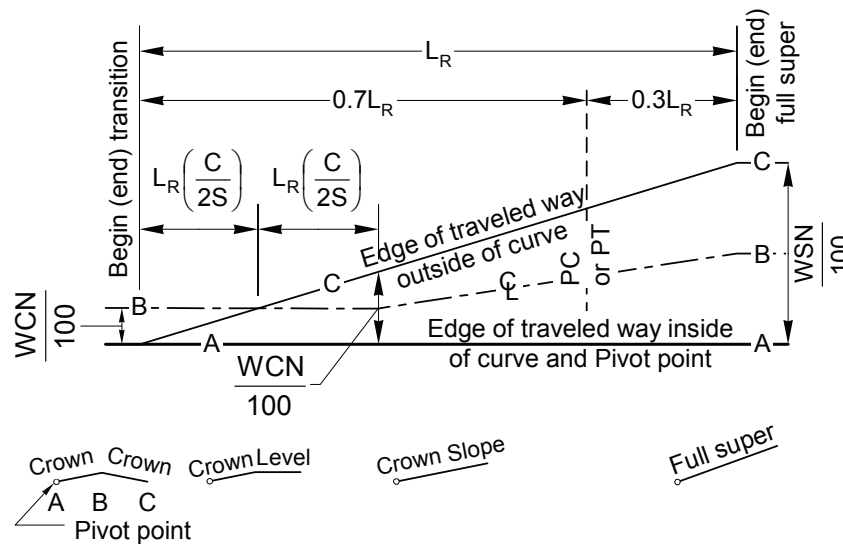 L_R
0.7L_R
0.3L_R
Begin (end) transition
Begin (end)
full super
L_R(C/2S)
L_R(C/2S)
Edge of traveled way
outside of curve
PC
or PT
C
C
B
CL
B
WCN/100
WSN/100
A
Edge of traveled way inside
of curve and Pivot point
A
WCN/100
Crown Crown
Crown Level
Crown Slope
Full super
A B C
Pivot point